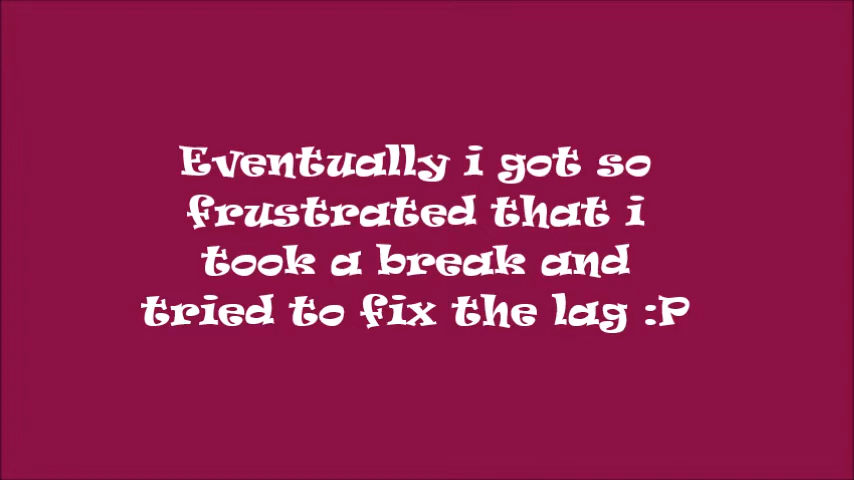 Eventually i got so
frustrated that i
took a break and
tried to fix the lag :P